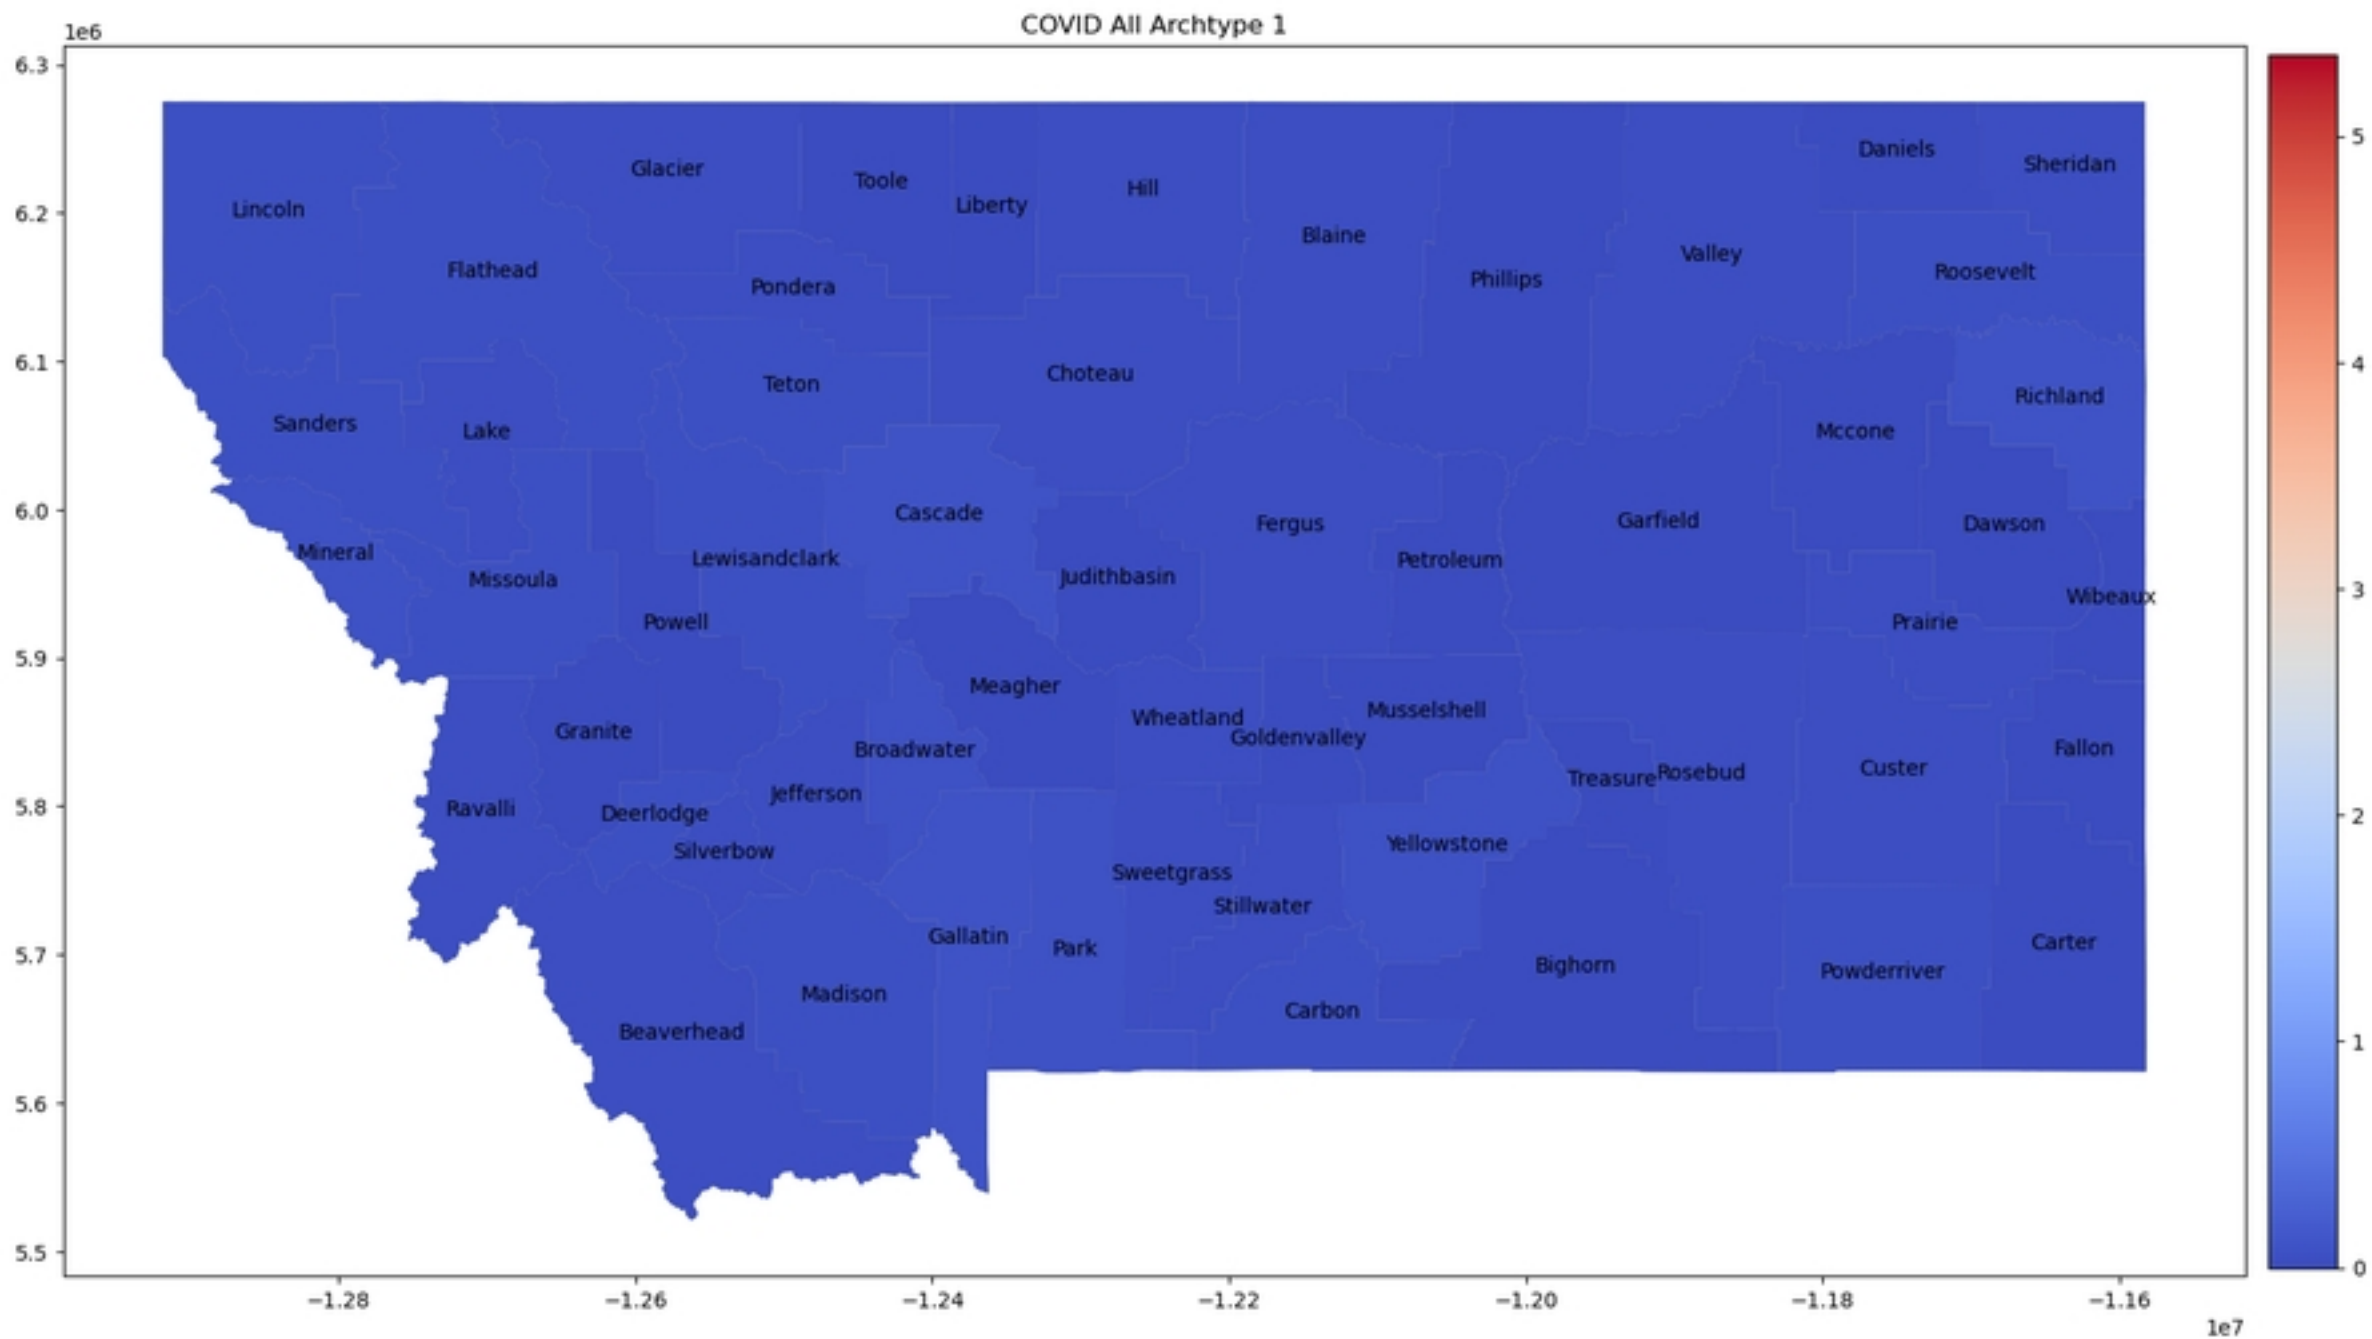 COVID All Archtype 1
1e6
6.3
6.2
6.1
6.0
5.9
5.8
5.7
5.6
5.5
Lincoln
Flathead
Glacier
Toole
Liberty
Hill
Blaine
Phillips
Valley
Daniels
Sheridan
Roosevelt
Pondera
Teton
Choteau
Richland
Mccone
Sanders
Lake
Cascade
Fergus
Petroleum
Garfield
Dawson
Mineral
Missoula
Lewisandclark
Judithbasin
Wibeaux
Powell
Prairie
Meagher
Wheatland
Goldenvalley
Musselshell
Granite
Broadwater
Jefferson
Treasure
Rosebud
Custer
Fallon
Ravalli
Deerlodge
Silverbow
Yellowstone
Sweetgrass
Stillwater
Gallatin
Park
Bighorn
Carter
Powderriver
Madison
Carbon
Beaverhead
5
4
3
2
1
0
−1.28 −1.26 −1.24 −1.22 −1.20 −1.18 −1.16
1e7